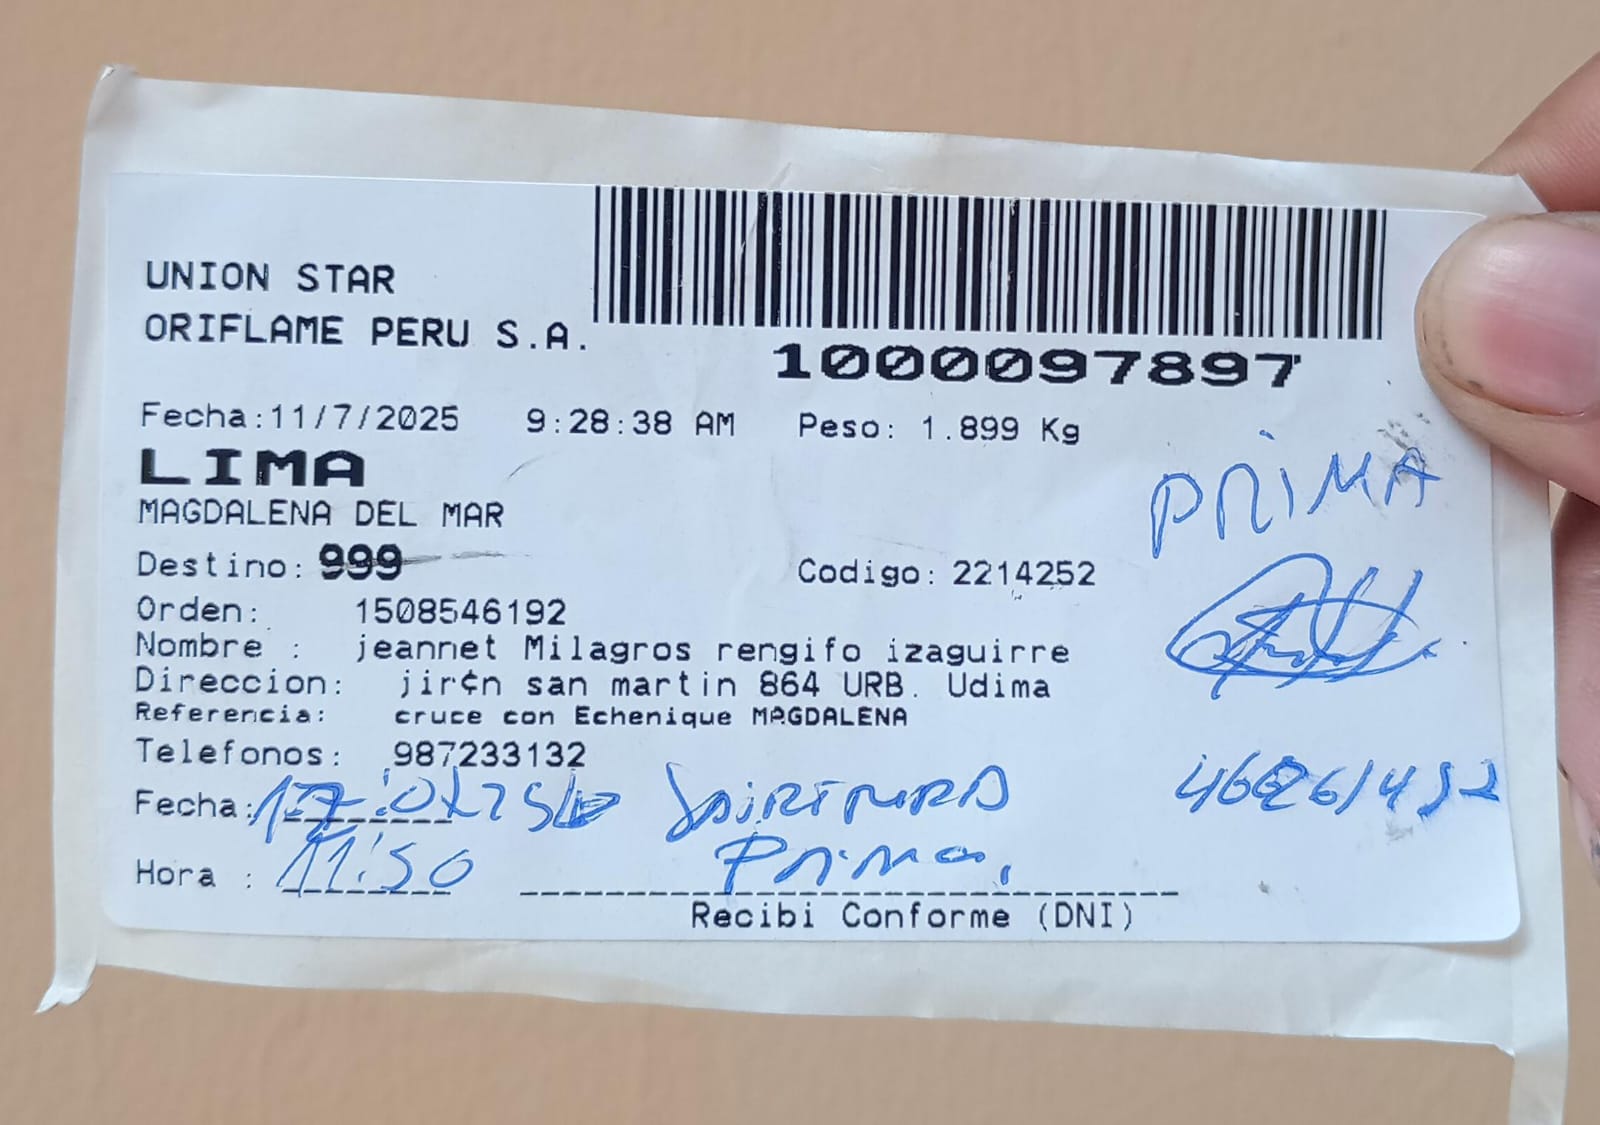 UNION STAR
ORIFLAME PERU S.A.
1000097897
Fecha:11/7/2025 9:28:38 AM Peso: 1.899 Kg
LIMA
MAGDALENA DEL MAR
PRiMA
Destino: 999 Codigo: 2214252
Orden: 1508546192
Nombre : jeannet Milagros rengifo izaguirre
Direccion: jir¢n san martin 864 URB. Udima
Referencia: cruce con Echenique MAGDALENA
Telefonos: 987233132
Fecha:
Hora : 11:50 Prima.
Recibi Conforme (DNI)